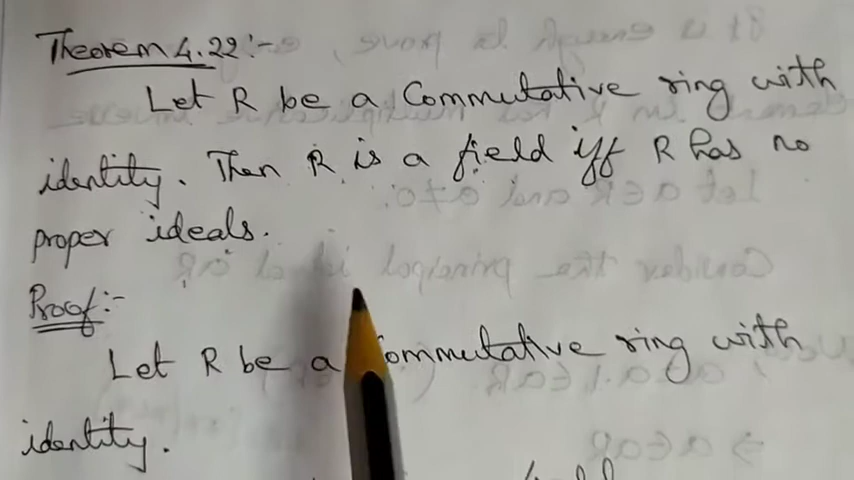 Theorem 4.22:-
Let R be a Commutative ring with
identity. Then R is a field iff R has no
proper ideals.
Proof:-
Let R be a Commutative ring with
identity.
field